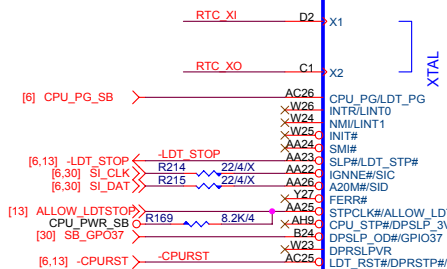 RTC_XI D2 X1
XTAL
RTC_XO C1 X2
[6] CPU_PG_SB AC26 CPU_PG/LDT_PG
W26 INTR/LINT0
W24 NMI/LINT1
W25 INIT#
AA24 SMI#
[6,13] -LDT_STOP -LDT_STOP AA23 SLP#/LDT_STP#
[6,30] SI_CLK R214 22/4/X AA22 IGNNE#/SIC
[6,30] SI_DAT R215 22/4/X AA26 A20M#/SID
Y27 FERR#
[13] ALLOW_LDTSTOP AA25 STPCLK#/ALLOW_LD
CPU_PWR_SB R169 8.2K/4 AH9 CPU_STP#/DPSLP_3V
[30] SB_GPO37 B24 DPSLP_OD#/GPIO37
W23 DPRSLPVR
[6,13] -CPURST -CPURST AC25 LDT_RST#/DPRSTP#/